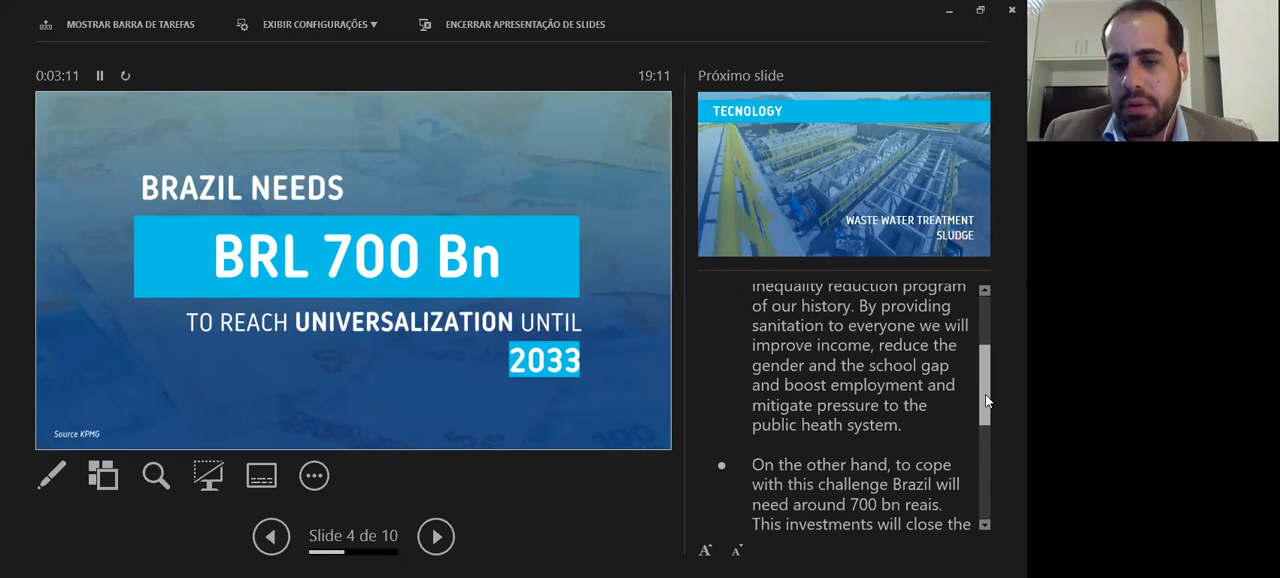 MOSTRAR BARRA DE TAREFAS
EXIBIR CONFIGURAÇÕES ▼
ENCERRAR APRESENTAÇÃO DE SLIDES
0:03:11
19:11
BRAZIL NEEDS
BRL 700 Bn
TO REACH UNIVERSALIZATION UNTIL
2033
Source KPMG
Slide 4 de 10
Próximo slide
TECNOLOGY
WASTE WATER TREATMENT
SLUDGE
inequality reduction program
of our history. By providing
sanitation to everyone we will
improve income, reduce the
gender and the school gap
and boost employment and
mitigate pressure to the
public heath system.
● On the other hand, to cope
with this challenge Brazil will
need around 700 bn reais.
This investments will close the
A A